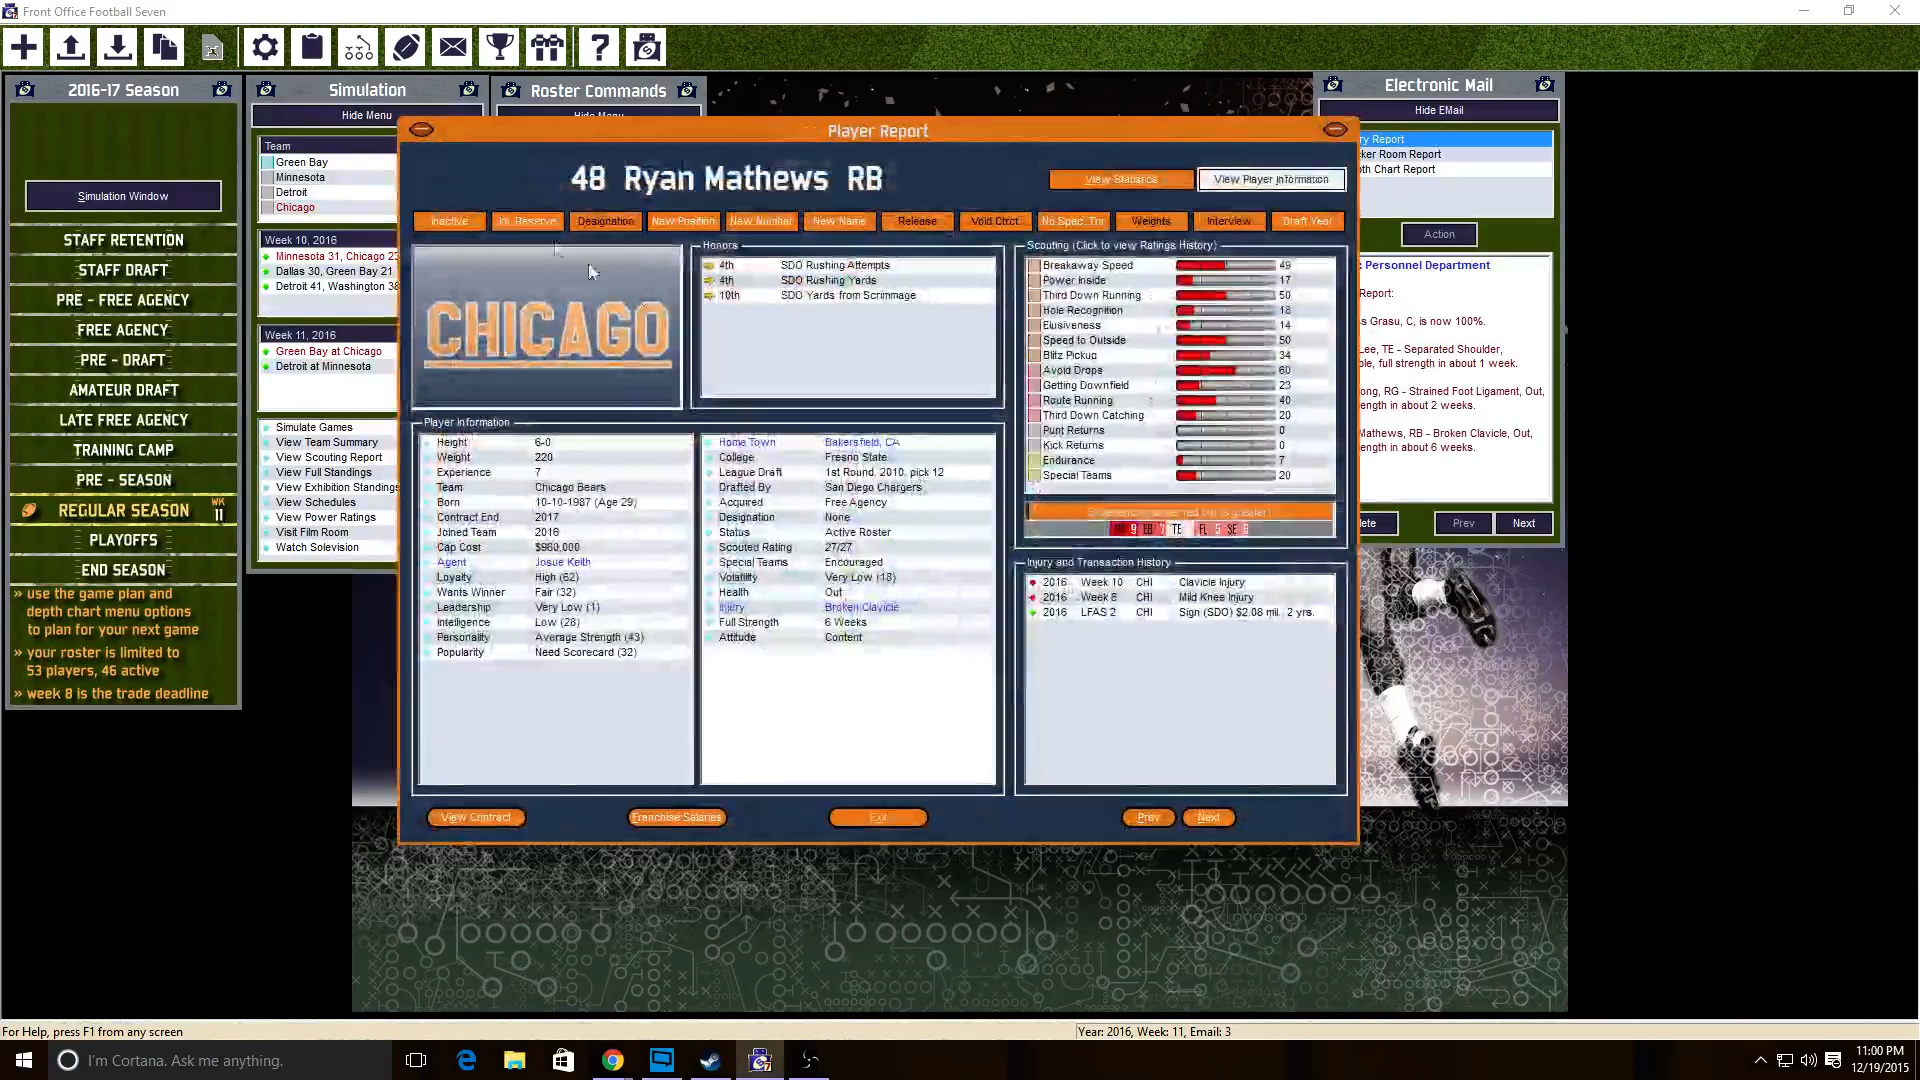 Front Office Football Seven
2016-17 Season
Simulation Window
STAFF RETENTION
STAFF DRAFT
PRE - FREE AGENCY
FREE AGENCY
PRE - DRAFT
AMATEUR DRAFT
LATE FREE AGENCY
TRAINING CAMP
PRE - SEASON
REGULAR SEASON WK 11
PLAYOFFS
END SEASON
» use the game plan and
depth chart menu options
to plan for your next game
» your roster is limited to
53 players, 46 active
» week 8 is the trade deadline
Simulation
Hide Menu
Team
Green Bay
Minnesota
Detroit
Chicago
Week 10, 2016
Minnesota 31, Chicago 23
Dallas 30, Green Bay 21
Detroit 41, Washington 38
Week 11, 2016
Green Bay at Chicago
Detroit at Minnesota
Simulate Games
View Team Summary
View Scouting Report
View Full Standings
View Exhibition Standings
View Schedules
View Power Ratings
Visit Film Room
Watch Solevision
Roster Commands
Hide Menu
Player Report
48 Ryan Mathews RB
View Statistics
View Player Information
Inactive
Inj. Reserve
Designation
New Position
New Number
New Name
Release
Void Ctrct
No Spec. Tm
Weights
Interview
Draft Year
CHICAGO
Honors
4th SDO Rushing Attempts
4th SDO Rushing Yards
10th SDO Yards from Scrimmage
Scouting (Click to view Ratings History)
Breakaway Speed 49
Power Inside 17
Third Down Running 50
Hole Recognition 18
Elusiveness 14
Speed to Outside 50
Blitz Pickup 34
Avoid Drops 60
Getting Downfield 23
Route Running 40
Third Down Catching 20
Punt Returns 0
Kick Returns 0
Endurance 7
Special Teams 20
TE
Player Information
Height 6-0
Weight 220
Experience 7
Team Chicago Bears
Born 10-10-1987 (Age 29)
Contract End 2017
Joined Team 2016
Cap Cost $980,000
Agent Josue Keith
Loyalty High (62)
Wants Winner Fair (32)
Leadership Very Low (1)
Intelligence Low (28)
Personality Average Strength (43)
Popularity Need Scorecard (32)
Home Town Bakersfield, CA
College Fresno State
League Draft 1st Round, 2010, pick 12
Drafted By San Diego Chargers
Acquired Free Agency
Designation None
Status Active Roster
Scouted Rating 27/27
Special Teams Encouraged
Volatility Very Low (18)
Health Out
Injury Broken Clavicle
Full Strength 6 Weeks
Attitude Content
Injury and Transaction History
2016 Week 10 CHI Clavicle Injury
2016 Week 8 CHI Mild Knee Injury
2016 LFAS 2 CHI Sign (SDO) $2.08 mil. 2 yrs.
View Contract
Franchise Salaries
Exit
Prev
Next
Electronic Mail
Hide EMail
ry Report
ker Room Report
th Chart Report
Action
: Personnel Department
Report:
s Grasu, C, is now 100%.
Lee, TE - Separated Shoulder,
ble, full strength in about 1 week.
ong, RG - Strained Foot Ligament, Out,
ength in about 2 weeks.
Mathews, RB - Broken Clavicle, Out,
ength in about 6 weeks.
lete
Prev
Next
For Help, press F1 from any screen
Year: 2016, Week: 11, Email: 3
I'm Cortana. Ask me anything.
11:00 PM
12/19/2015